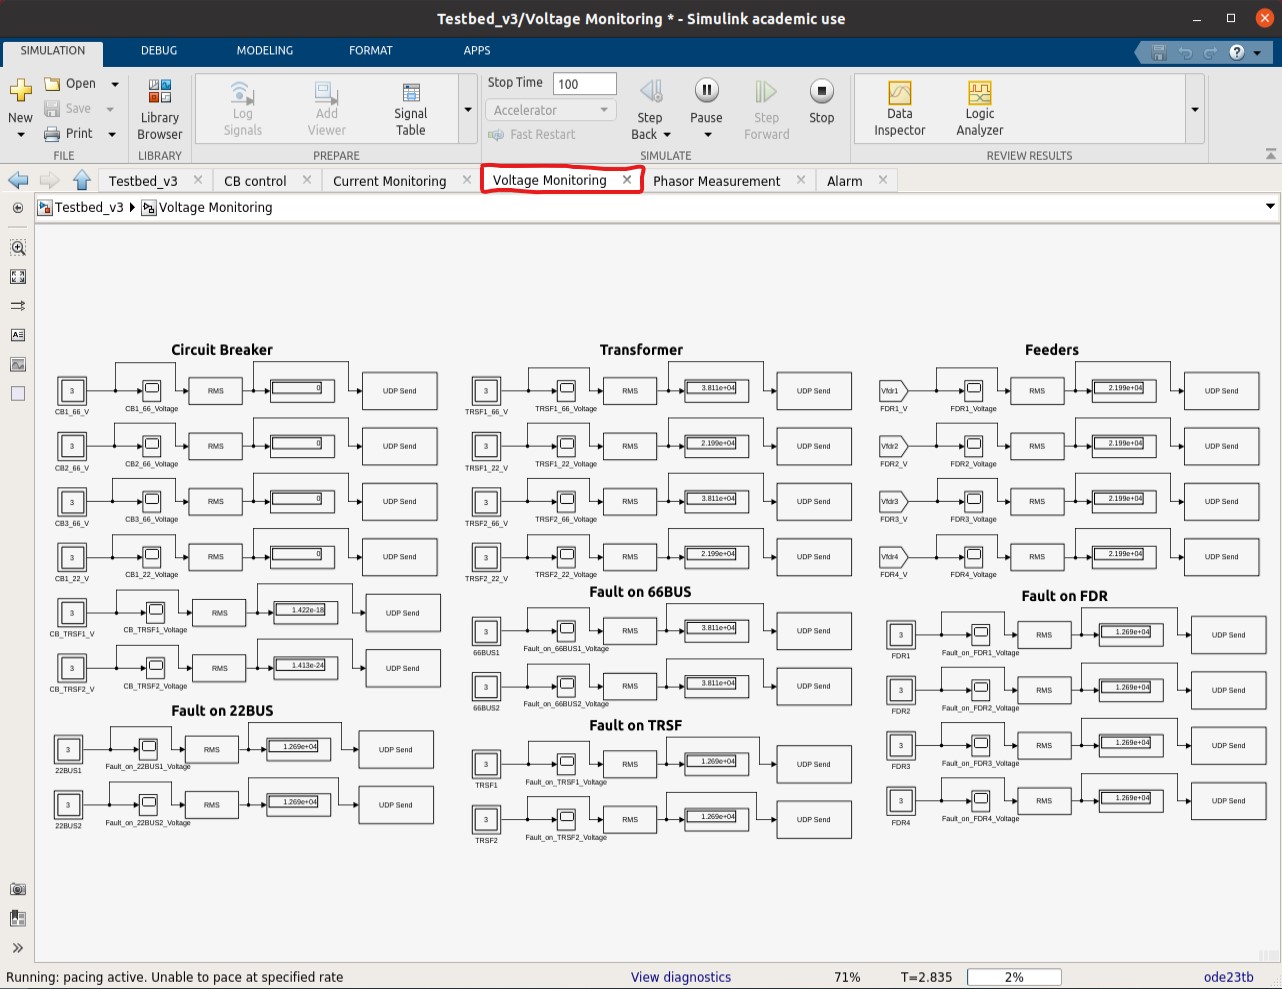 Testbed_v3/Voltage Monitoring * - Simulink academic use
SIMULATION
DEBUG
MODELING
FORMAT
APPS
New
Open
Save
Print
FILE
Library
Browser
LIBRARY
Log
Signals
Add
Viewer
Signal
Table
PREPARE
Stop Time
100
Accelerator
Fast Restart
Step
Back
Pause
Step
Forward
Stop
SIMULATE
Data
Inspector
Logic
Analyzer
REVIEW RESULTS
Testbed_v3
CB control
Current Monitoring
Voltage Monitoring
Phasor Measurement
Alarm
Testbed_v3
Voltage Monitoring
Circuit Breaker
3
CB1_66_V
CB1_66_Voltage
RMS
0
UDP Send
3
CB2_66_V
CB2_66_Voltage
RMS
0
UDP Send
3
CB3_66_V
CB3_66_Voltage
RMS
0
UDP Send
3
CB1_22_V
CB1_22_Voltage
RMS
0
UDP Send
3
CB_TRSF1_V
CB_TRSF1_Voltage
RMS
1.422e-18
UDP Send
3
CB_TRSF2_V
CB_TRSF2_Voltage
RMS
1.413e-24
UDP Send
Fault on 22BUS
3
22BUS1
Fault_on_22BUS1_Voltage
RMS
1.269e+04
UDP Send
3
22BUS2
Fault_on_22BUS2_Voltage
RMS
1.269e+04
UDP Send
Transformer
3
TRSF1_66_V
TRSF1_66_Voltage
RMS
3.811e+04
UDP Send
3
TRSF1_22_V
TRSF1_22_Voltage
RMS
2.199e+04
UDP Send
3
TRSF2_66_V
TRSF2_66_Voltage
RMS
3.811e+04
UDP Send
3
TRSF2_22_V
TRSF2_22_Voltage
RMS
2.199e+04
UDP Send
Fault on 66BUS
3
66BUS1
Fault_on_66BUS1_Voltage
RMS
3.811e+04
UDP Send
3
66BUS2
Fault_on_66BUS2_Voltage
RMS
3.811e+04
UDP Send
Fault on TRSF
3
TRSF1
Fault_on_TRSF1_Voltage
RMS
1.269e+04
UDP Send
3
TRSF2
Fault_on_TRSF2_Voltage
RMS
1.269e+04
UDP Send
Feeders
Vfdr1
FDR1_V
FDR1_Voltage
RMS
2.199e+04
UDP Send
Vfdr2
FDR2_V
FDR2_Voltage
RMS
2.199e+04
UDP Send
Vfdr3
FDR3_V
FDR3_Voltage
RMS
2.199e+04
UDP Send
Vfdr4
FDR4_V
FDR4_Voltage
RMS
2.199e+04
UDP Send
Fault on FDR
3
FDR1
Fault_on_FDR1_Voltage
RMS
1.269e+04
UDP Send
3
FDR2
Fault_on_FDR2_Voltage
RMS
1.269e+04
UDP Send
3
FDR3
Fault_on_FDR3_Voltage
RMS
1.269e+04
UDP Send
3
FDR4
Fault_on_FDR4_Voltage
RMS
1.269e+04
UDP Send
Running: pacing active. Unable to pace at specified rate
View diagnostics
71%
T=2.835
2%
ode23tb